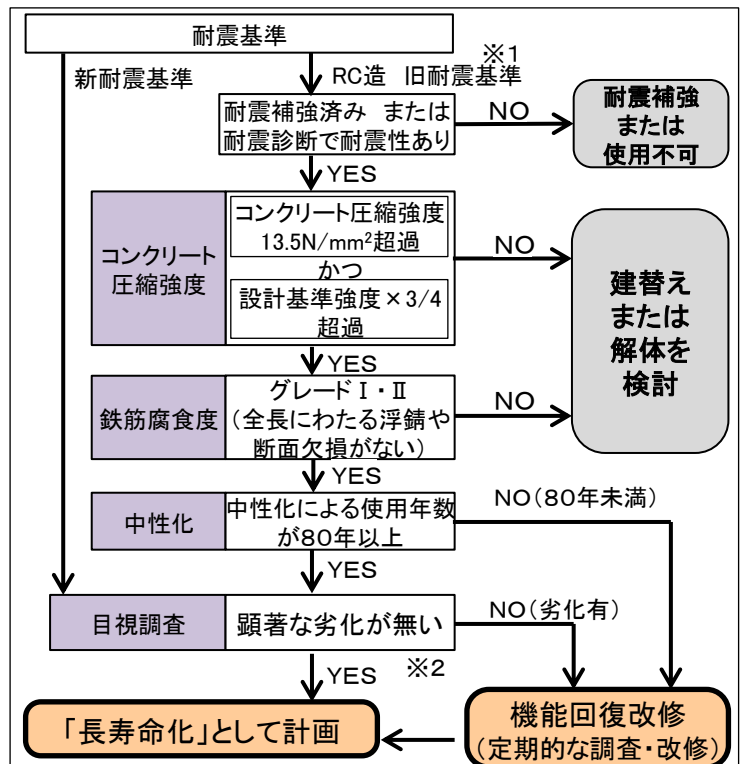 耐震基準
新耐震基準
RC造 旧耐震基準
※1
耐震補強済み または
耐震診断で耐震性あり
NO
耐震補強
または
使用不可
YES
コンクリート
圧縮強度
コンクリート圧縮強度
13.5N/mm²超過
かつ
設計基準強度×3/4
超過
NO
建替え
または
解体を
検討
YES
鉄筋腐食度
グレードⅠ・Ⅱ
(全長にわたる浮錆や
断面欠損がない)
NO
YES
中性化
中性化による使用年数
が80年以上
NO(80年未満)
YES
目視調査
顕著な劣化が無い
NO(劣化有)
YES
※2
「長寿命化」として計画
機能回復改修
(定期的な調査・改修)